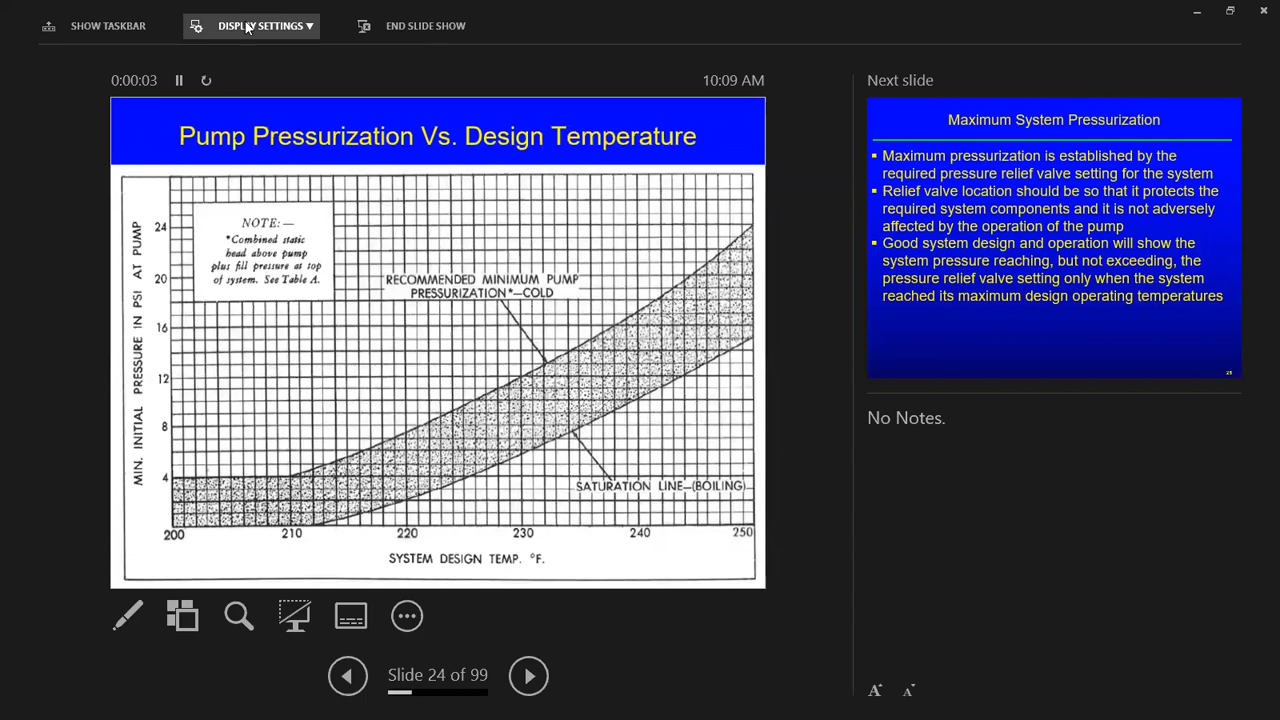 SHOW TASKBAR
DISPLAY SETTINGS ▼
END SLIDE SHOW
0:00:03
10:09 AM
Pump Pressurization Vs. Design Temperature
NOTE:—
*Combined static
head above pump
plus fill pressure at top
of system. See Table A.
RECOMMENDED MINIMUM PUMP
PRESSURIZATION*—COLD
MIN. INITIAL PRESSURE IN PSI AT PUMP
24
20
16
12
8
4
SATURATION LINE—(BOILING)
200
210
220
230
240
250
SYSTEM DESIGN TEMP. °F.
Slide 24 of 99
Next slide
Maximum System Pressurization
▪ Maximum pressurization is established by the
required pressure relief valve setting for the system
▪ Relief valve location should be so that it protects the
required system components and it is not adversely
affected by the operation of the pump
▪ Good system design and operation will show the
system pressure reaching, but not exceeding, the
pressure relief valve setting only when the system
reached its maximum design operating temperatures
No Notes.
A
A